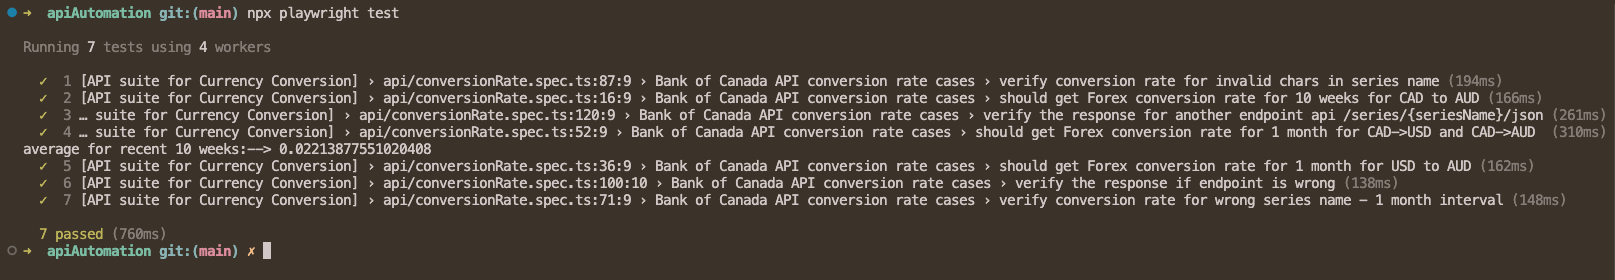 ➜ apiAutomation git:(main) npx playwright test
Running 7 tests using 4 workers
✓ 1 [API suite for Currency Conversion] › api/conversionRate.spec.ts:87:9 › Bank of Canada API conversion rate cases › verify conversion rate for invalid chars in series name (194ms)
✓ 2 [API suite for Currency Conversion] › api/conversionRate.spec.ts:16:9 › Bank of Canada API conversion rate cases › should get Forex conversion rate for 10 weeks for CAD to AUD (166ms)
✓ 3 … suite for Currency Conversion] › api/conversionRate.spec.ts:120:9 › Bank of Canada API conversion rate cases › verify the response for another endpoint api /series/{seriesName}/json (261ms)
✓ 4 … suite for Currency Conversion] › api/conversionRate.spec.ts:52:9 › Bank of Canada API conversion rate cases › should get Forex conversion rate for 1 month for CAD->USD and CAD->AUD (310ms)
average for recent 10 weeks:--> 0.02213877551020408
✓ 5 [API suite for Currency Conversion] › api/conversionRate.spec.ts:36:9 › Bank of Canada API conversion rate cases › should get Forex conversion rate for 1 month for USD to AUD (162ms)
✓ 6 [API suite for Currency Conversion] › api/conversionRate.spec.ts:100:10 › Bank of Canada API conversion rate cases › verify the response if endpoint is wrong (138ms)
✓ 7 [API suite for Currency Conversion] › api/conversionRate.spec.ts:71:9 › Bank of Canada API conversion rate cases › verify conversion rate for wrong series name – 1 month interval (148ms)
7 passed (760ms)
➜ apiAutomation git:(main) ✗